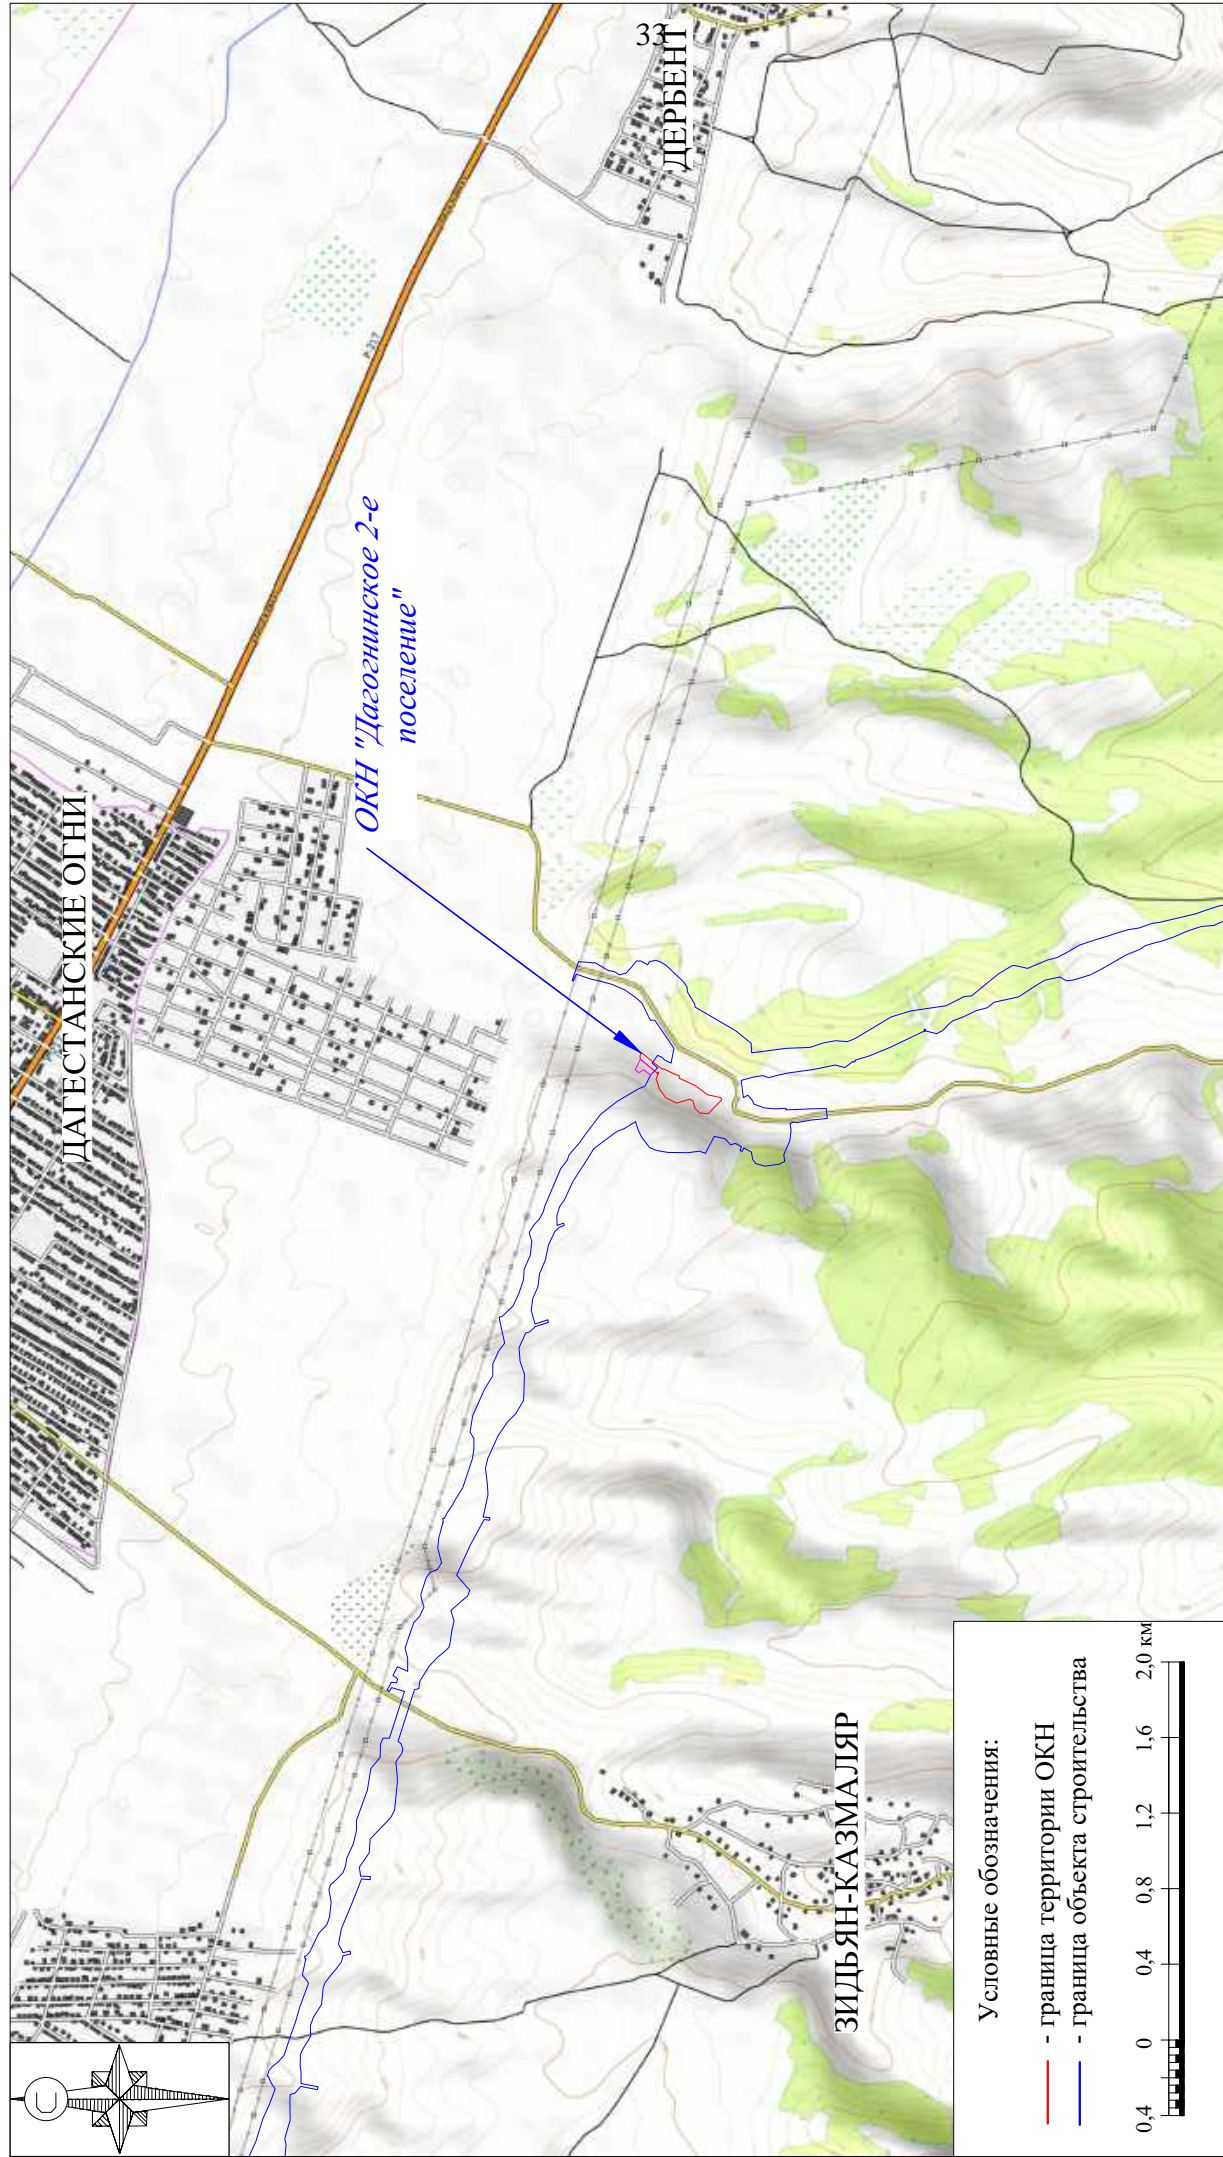 33
ДЕРБЕНТ
Р-217
ДАГЕСТАНСКИЕ ОГНИ
ОКН "Дагогнинское 2-е
поселение"
ЗИДЬЯН-КАЗМАЛЯР
С
Условные обозначения:
- граница территории ОКН
- граница объекта строительства
0,4 0 0,4 0,8 1,2 1,6 2,0 км